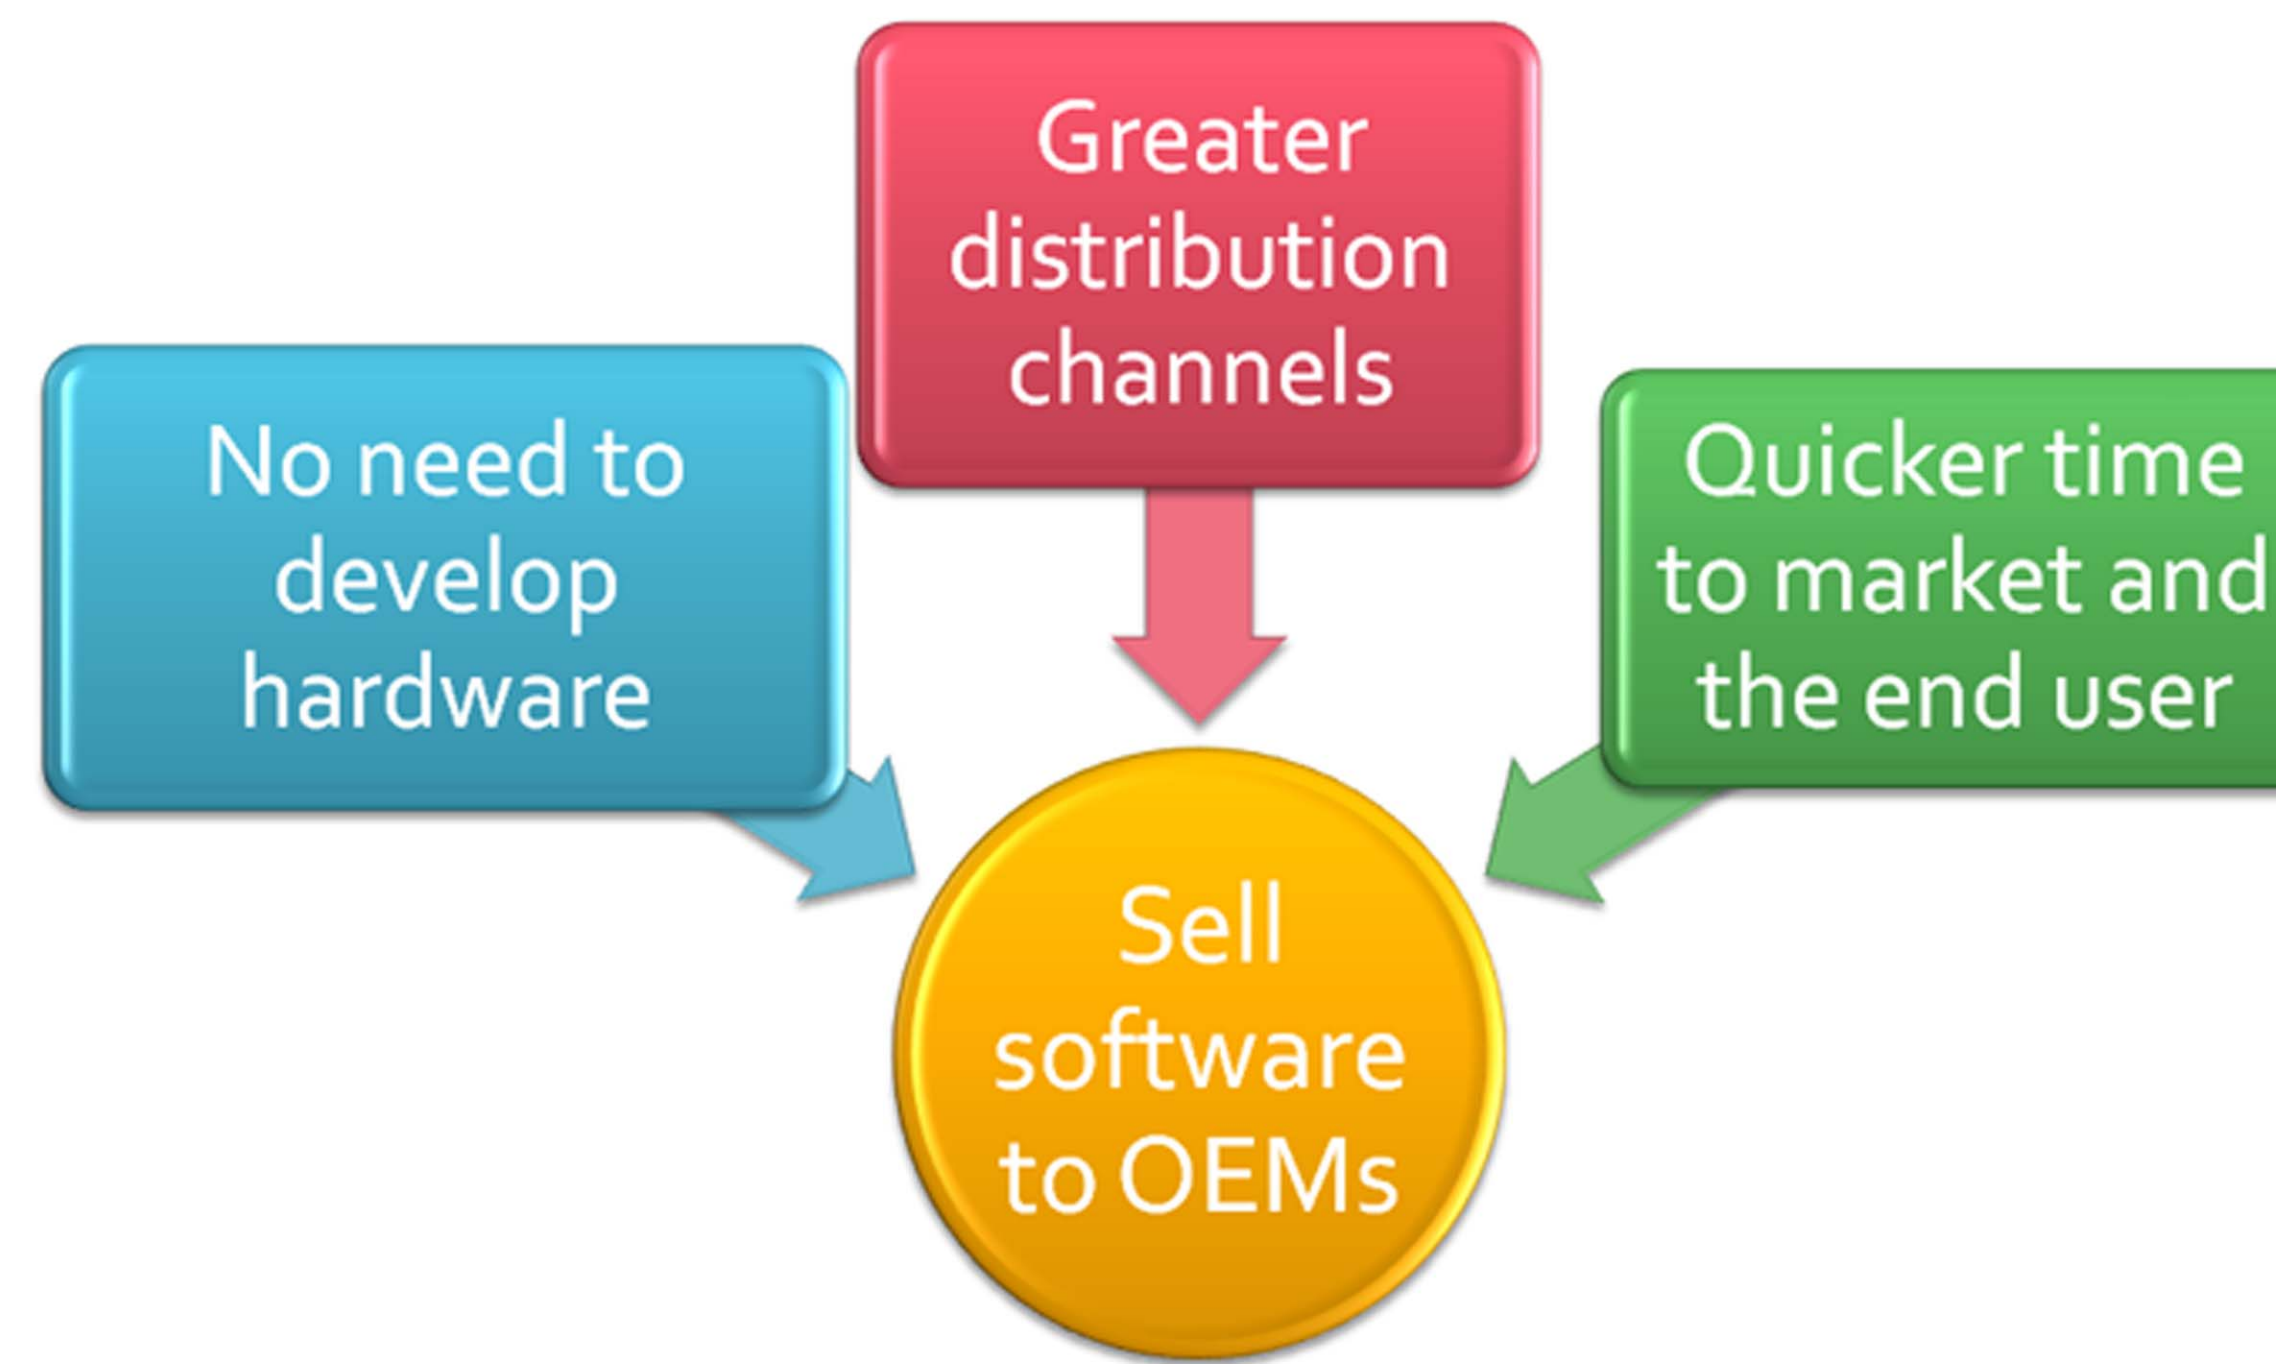 Greater
distribution
channels
No need to
develop
hardware
Quicker time
to market and
the end user
Sell
software
to OEMs